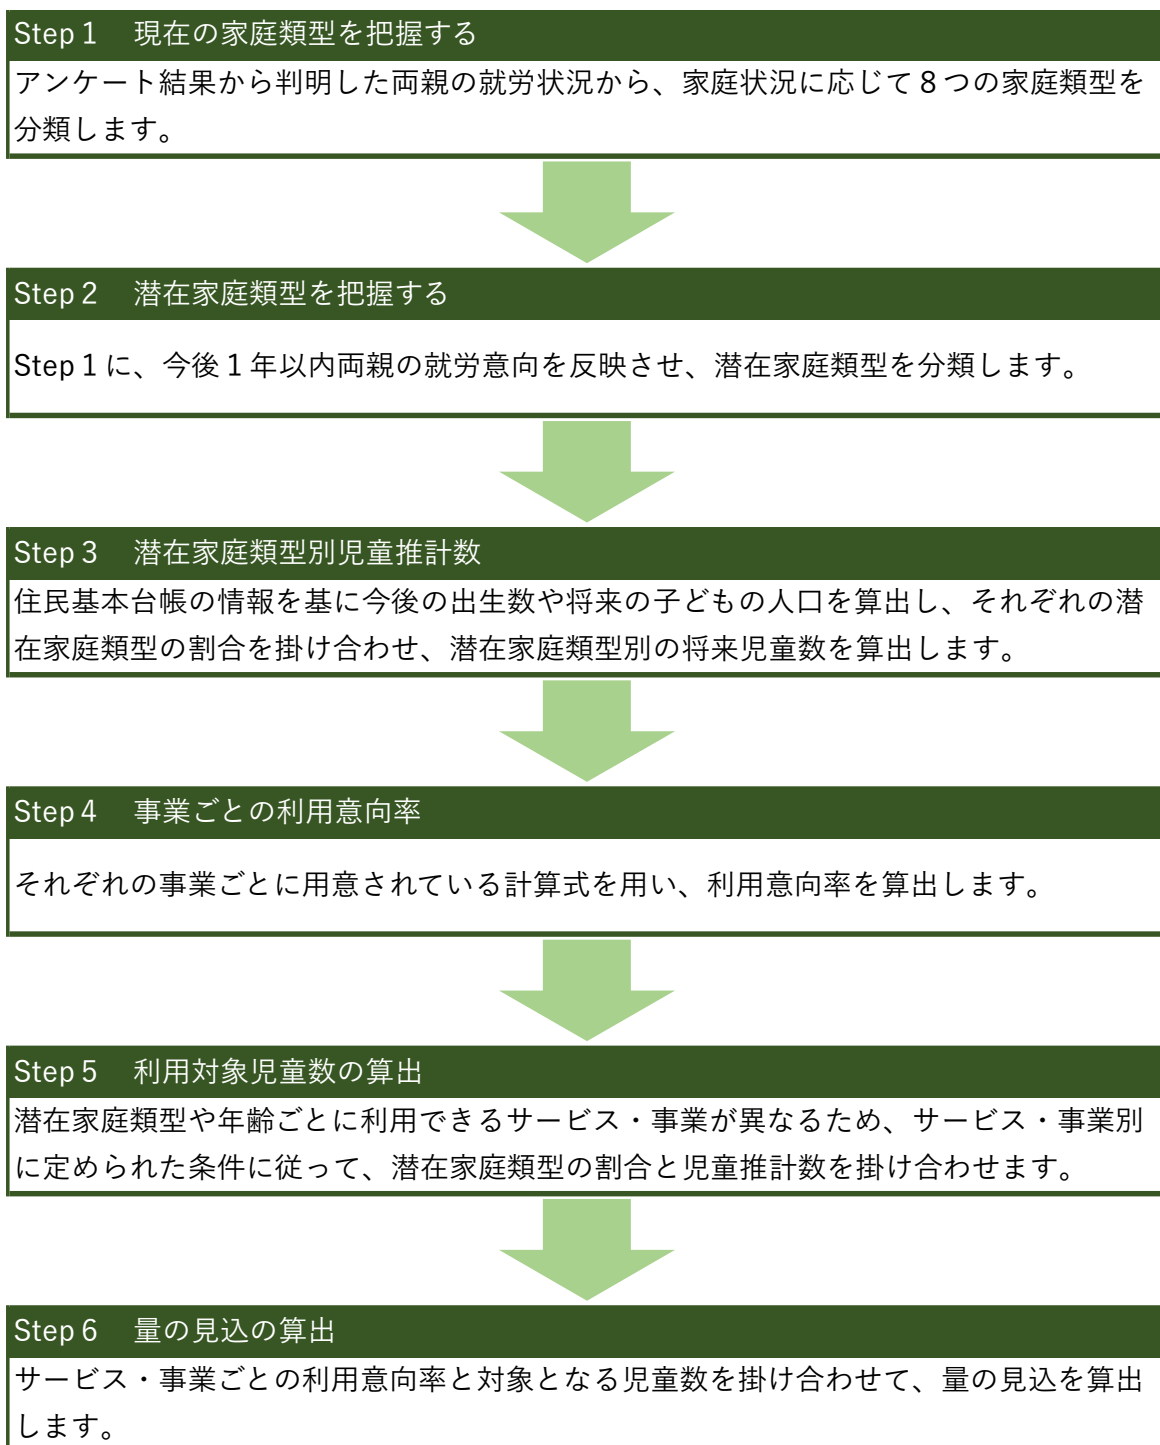 Step１　現在の家庭類型を把握する
アンケート結果から判明した両親の就労状況から、家庭状況に応じて８つの家庭類型を
分類します。
Step２　潜在家庭類型を把握する
Step１に、今後１年以内両親の就労意向を反映させ、潜在家庭類型を分類します。
Step３　潜在家庭類型別児童推計数
住民基本台帳の情報を基に今後の出生数や将来の子どもの人口を算出し、それぞれの潜
在家庭類型の割合を掛け合わせ、潜在家庭類型別の将来児童数を算出します。
Step４　事業ごとの利用意向率
それぞれの事業ごとに用意されている計算式を用い、利用意向率を算出します。
Step５　利用対象児童数の算出
潜在家庭類型や年齢ごとに利用できるサービス・事業が異なるため、サービス・事業別
に定められた条件に従って、潜在家庭類型の割合と児童推計数を掛け合わせます。
Step６　量の見込の算出
サービス・事業ごとの利用意向率と対象となる児童数を掛け合わせて、量の見込を算出
します。